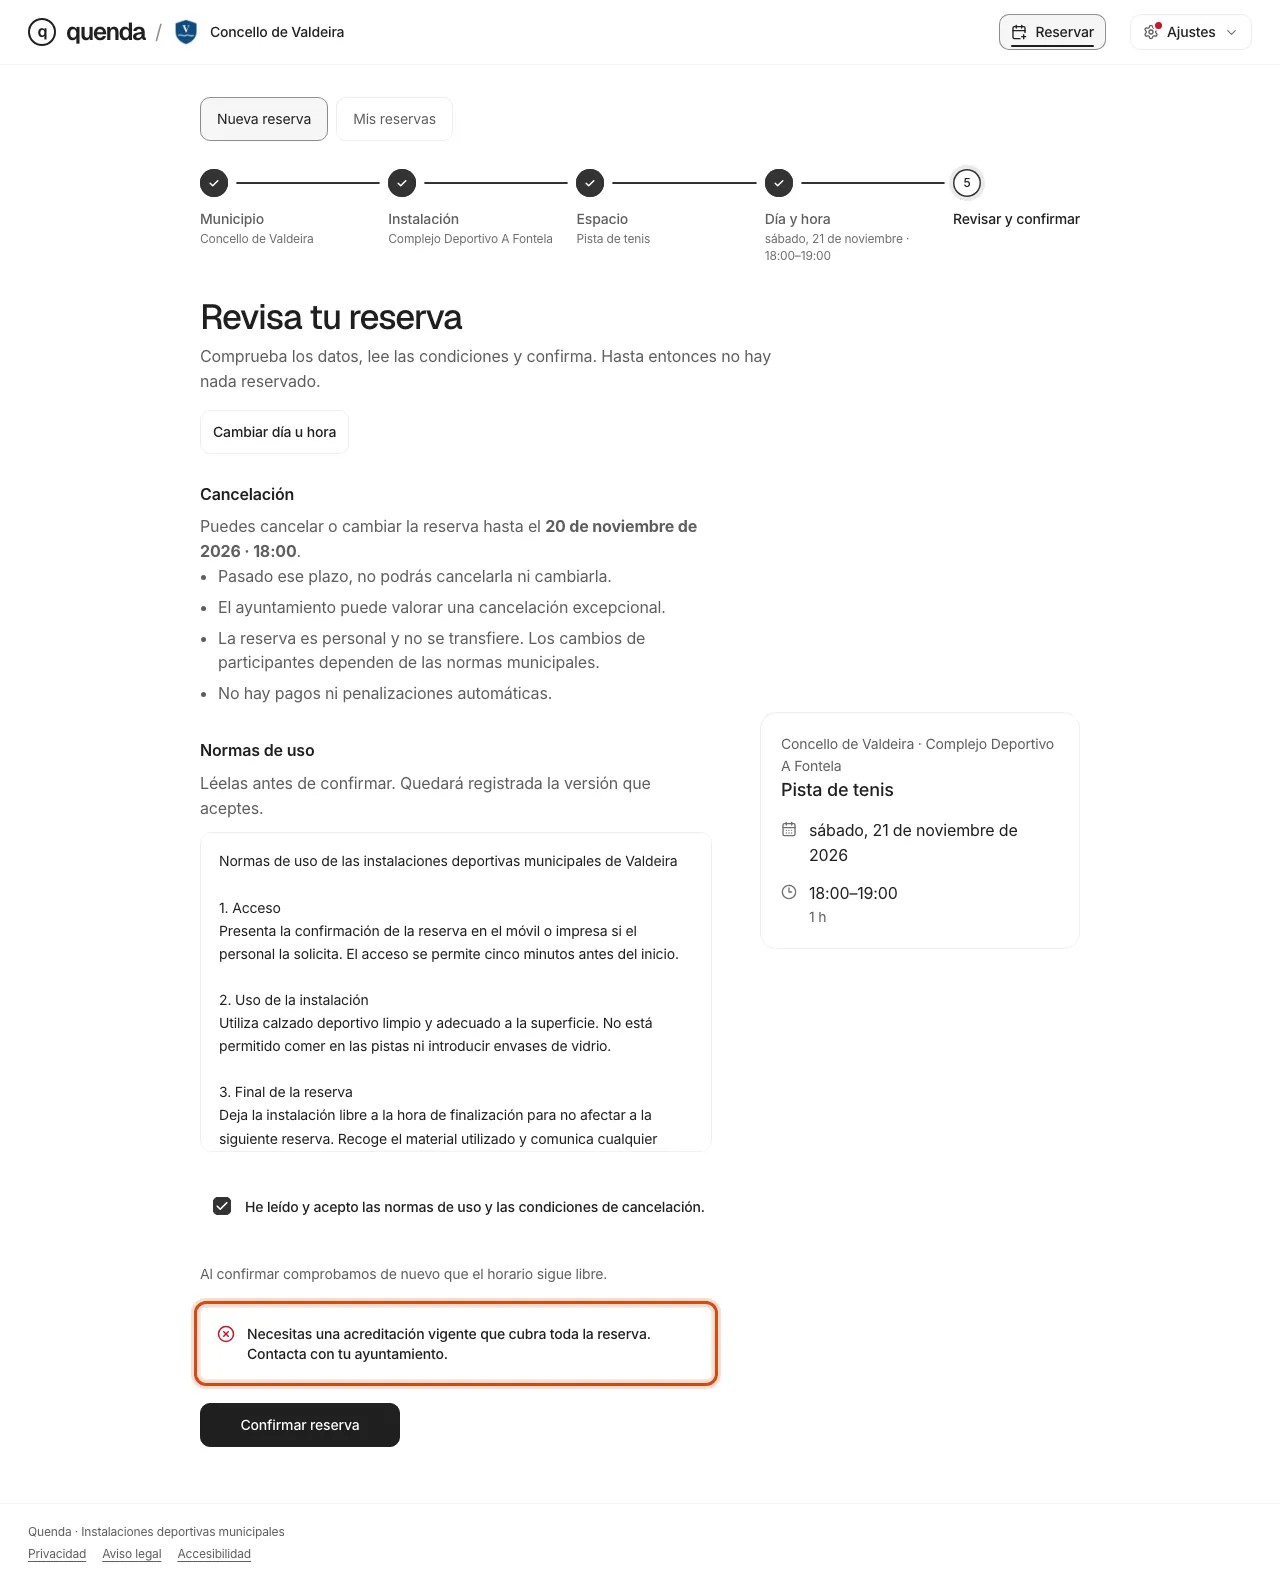 quenda / Concello de Valdeira
Reservar
Ajustes
Nueva reserva
Mis reservas
Municipio
Concello de Valdeira
Instalación
Complejo Deportivo A Fontela
Espacio
Pista de tenis
Día y hora
sábado, 21 de noviembre ·
18:00–19:00
5
Revisar y confirmar
Revisa tu reserva
Comprueba los datos, lee las condiciones y confirma. Hasta entonces no hay
nada reservado.
Cambiar día u hora
Cancelación
Puedes cancelar o cambiar la reserva hasta el 20 de noviembre de
2026 · 18:00.
• Pasado ese plazo, no podrás cancelarla ni cambiarla.
• El ayuntamiento puede valorar una cancelación excepcional.
• La reserva es personal y no se transfiere. Los cambios de
participantes dependen de las normas municipales.
• No hay pagos ni penalizaciones automáticas.
Normas de uso
Léelas antes de confirmar. Quedará registrada la versión que
aceptes.
Normas de uso de las instalaciones deportivas municipales de Valdeira
1. Acceso
Presenta la confirmación de la reserva en el móvil o impresa si el
personal la solicita. El acceso se permite cinco minutos antes del inicio.
2. Uso de la instalación
Utiliza calzado deportivo limpio y adecuado a la superficie. No está
permitido comer en las pistas ni introducir envases de vidrio.
3. Final de la reserva
Deja la instalación libre a la hora de finalización para no afectar a la
siguiente reserva. Recoge el material utilizado y comunica cualquier
He leído y acepto las normas de uso y las condiciones de cancelación.
Al confirmar comprobamos de nuevo que el horario sigue libre.
Necesitas una acreditación vigente que cubra toda la reserva.
Contacta con tu ayuntamiento.
Confirmar reserva
Concello de Valdeira · Complejo Deportivo
A Fontela
Pista de tenis
sábado, 21 de noviembre de
2026
18:00–19:00
1 h
Quenda · Instalaciones deportivas municipales
Privacidad
Aviso legal
Accesibilidad